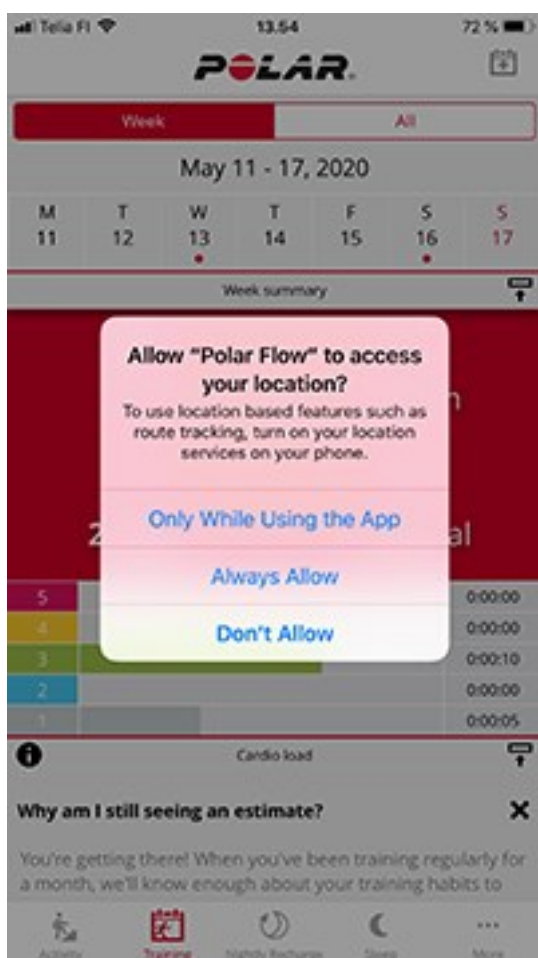 Telia FI 13.54 72 %
POLAR
Week All
May 11 - 17, 2020
M T W T F S S
11 12 13 14 15 16 17
Week summary
Allow “Polar Flow“ to access
your location?
To use location based features such as
route tracking, turn on your location
services on your phone.
Only While Using the App
Always Allow
Don't Allow
5 0:00:00
4 0:00:00
3 0:00:10
2 0:00:00
1 0:00:05
Cardio load
Why am I still seeing an estimate?
You're getting there! When you've been training regularly for
a month, we'll know enough about your training habits to
Activity Training Nightly Recharge Sleep More